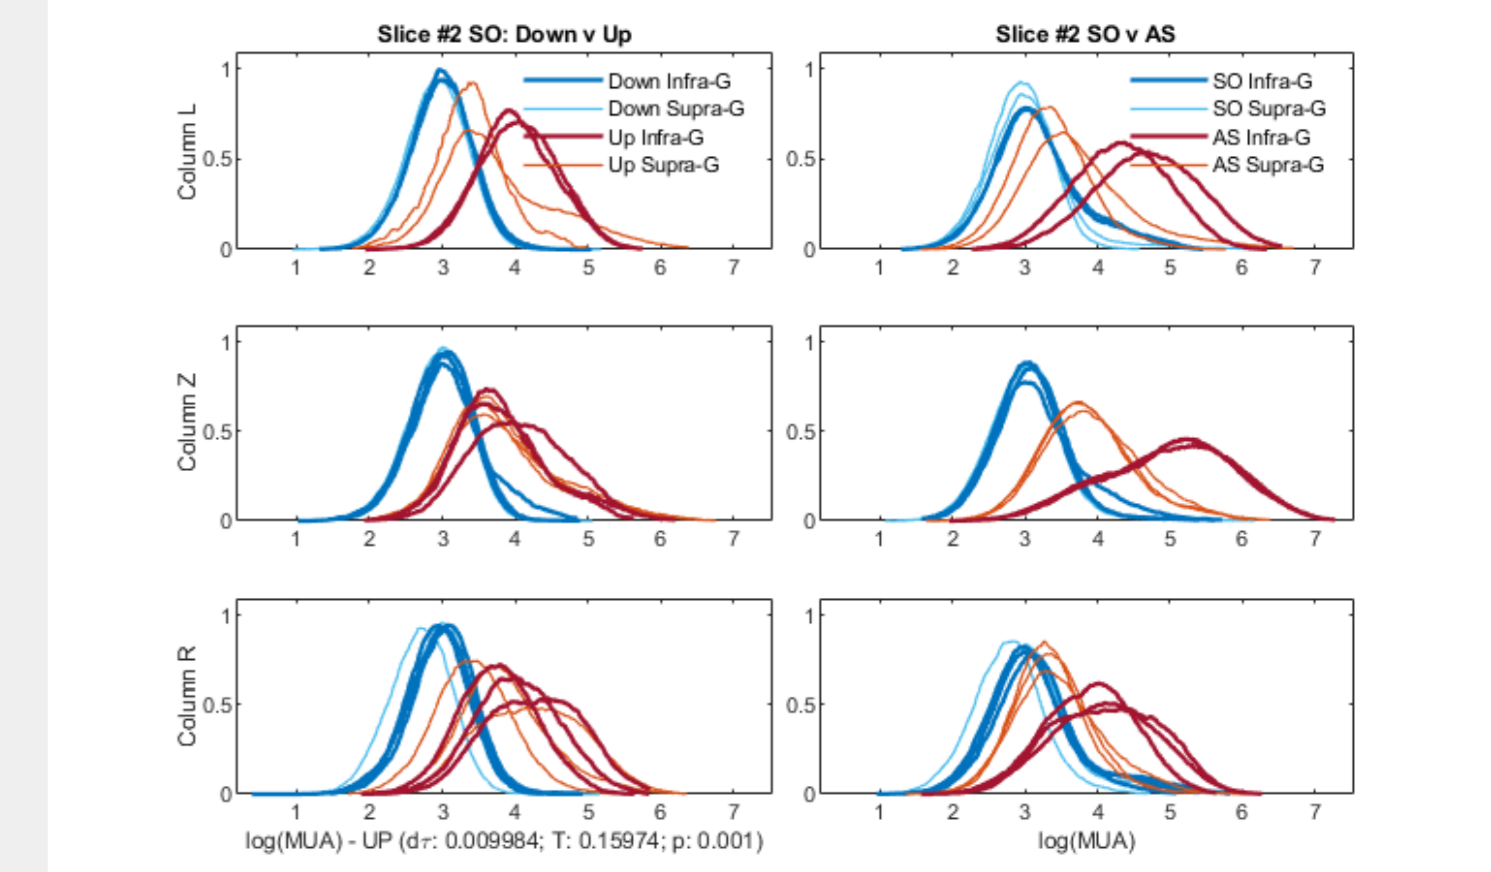 Slice #2 SO: Down v Up
Slice #2 SO v AS
Column L
1
0.5
0
Down Infra-G
Down Supra-G
Up Infra-G
Up Supra-G
1 2 3 4 5 6 7
1
0.5
0
SO Infra-G
SO Supra-G
AS Infra-G
AS Supra-G
1 2 3 4 5 6 7
Column Z
1
0.5
0
1 2 3 4 5 6 7
1
0.5
0
1 2 3 4 5 6 7
Column R
1
0.5
0
1 2 3 4 5 6 7
log(MUA) - UP (dτ: 0.009984; T: 0.15974; p: 0.001)
1
0.5
0
1 2 3 4 5 6 7
log(MUA)